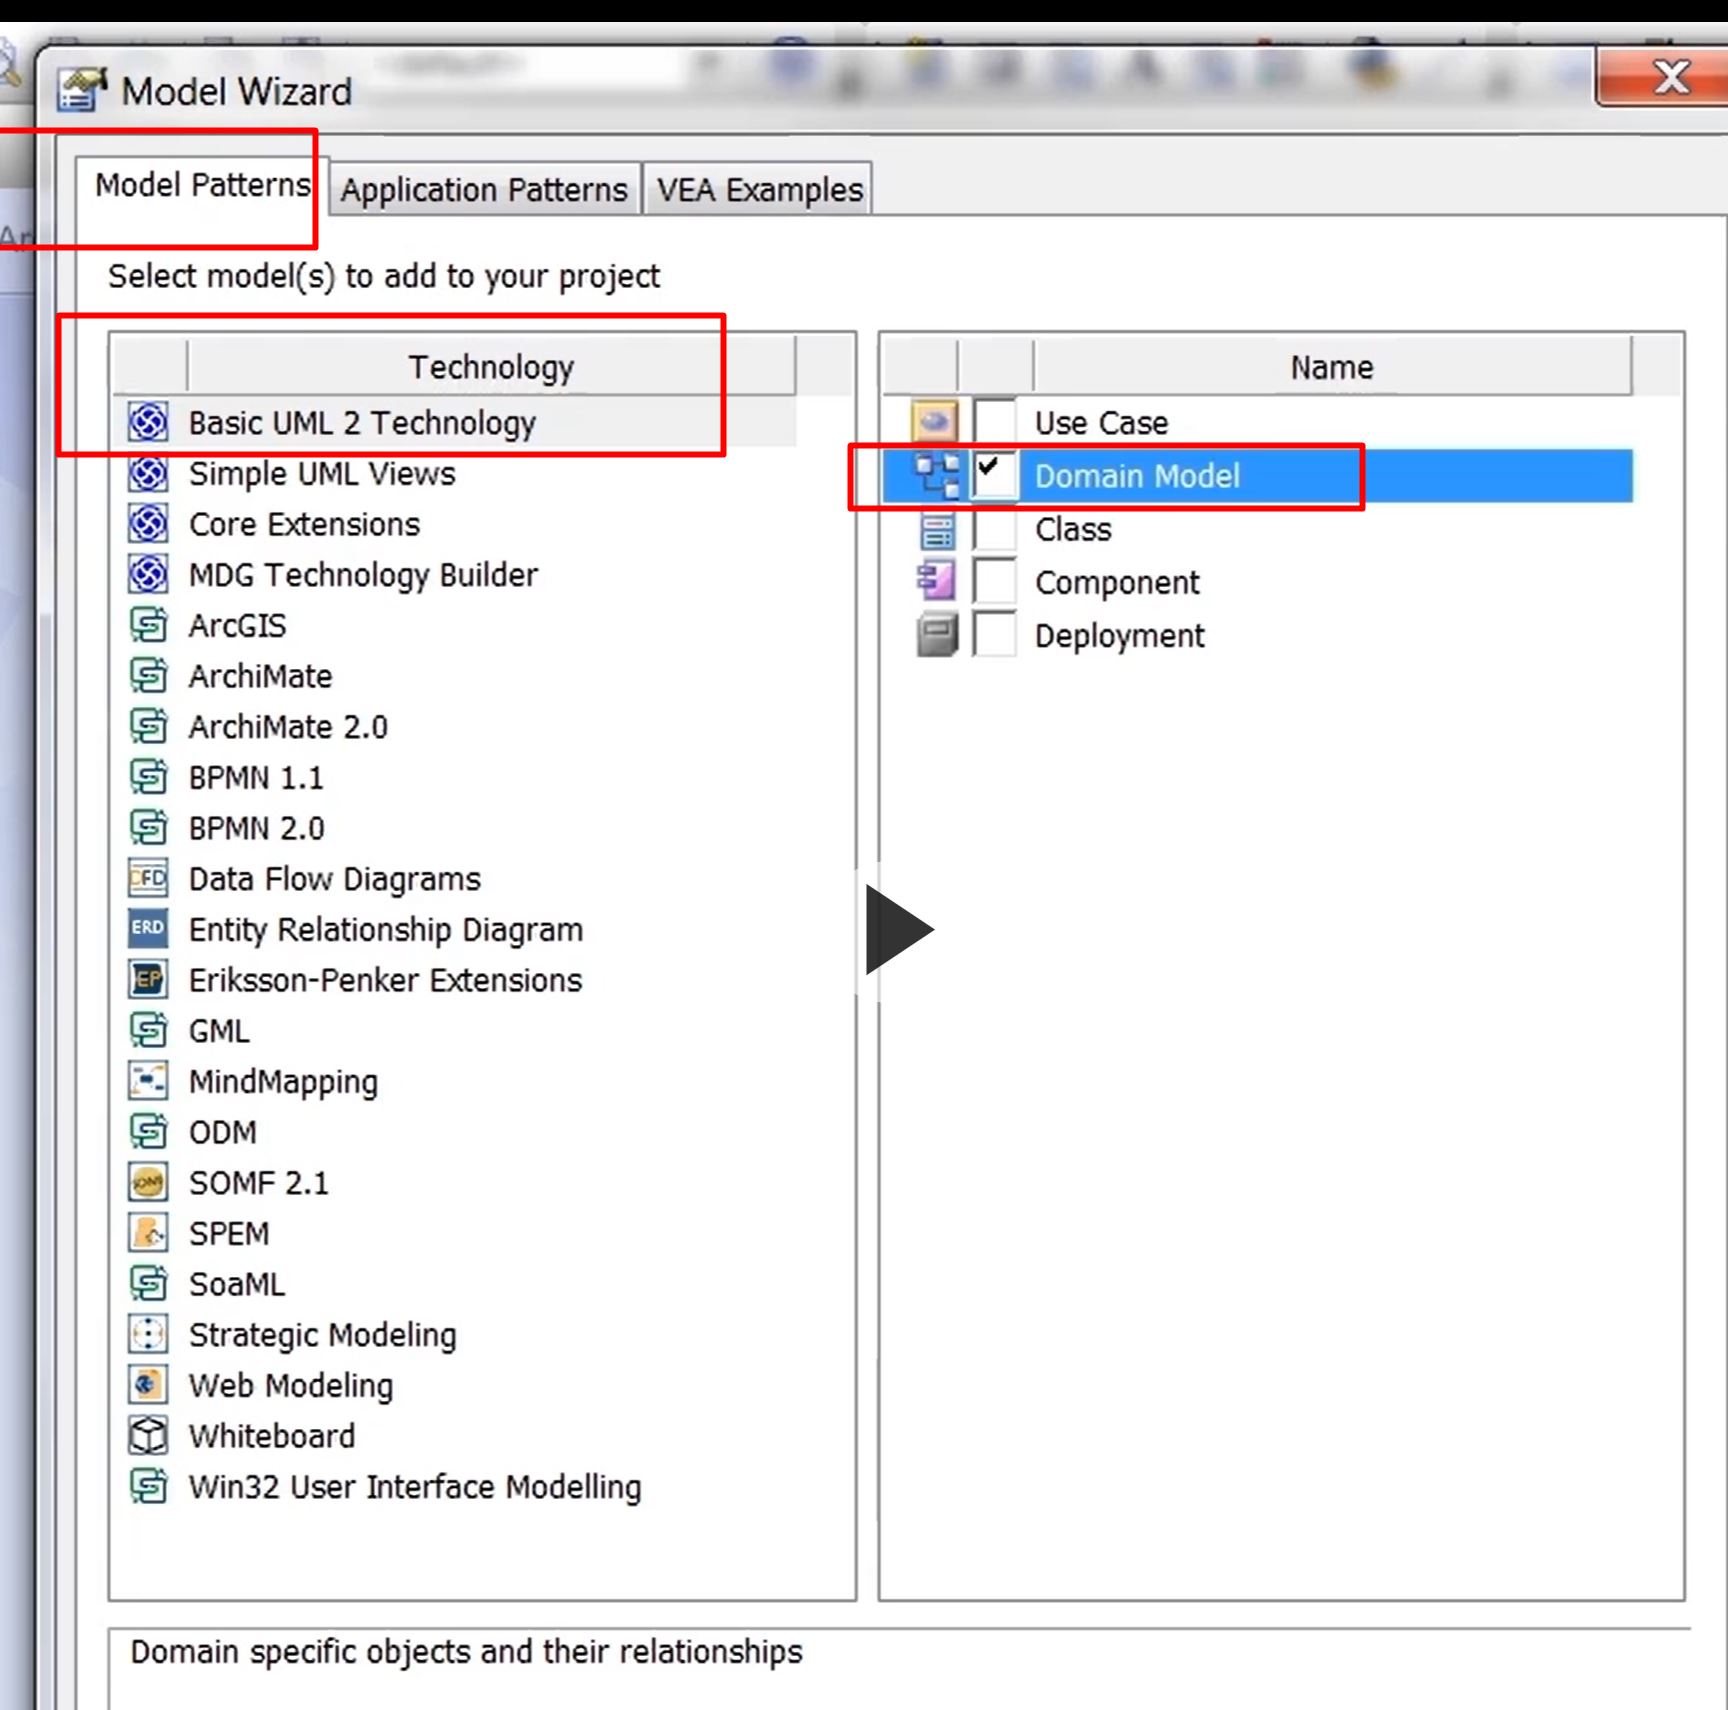 Model Wizard
Model Patterns
Application Patterns
VEA Examples
Select model(s) to add to your project
Technology
Basic UML 2 Technology
Simple UML Views
Core Extensions
MDG Technology Builder
ArcGIS
ArchiMate
ArchiMate 2.0
BPMN 1.1
BPMN 2.0
DFD
Data Flow Diagrams
ERD
Entity Relationship Diagram
EP
Eriksson-Penker Extensions
GML
MindMapping
ODM
SOMF 2.1
SPEM
SoaML
Strategic Modeling
Web Modeling
Whiteboard
Win32 User Interface Modelling
Name
Use Case
Domain Model
Class
Component
Deployment
Domain specific objects and their relationships